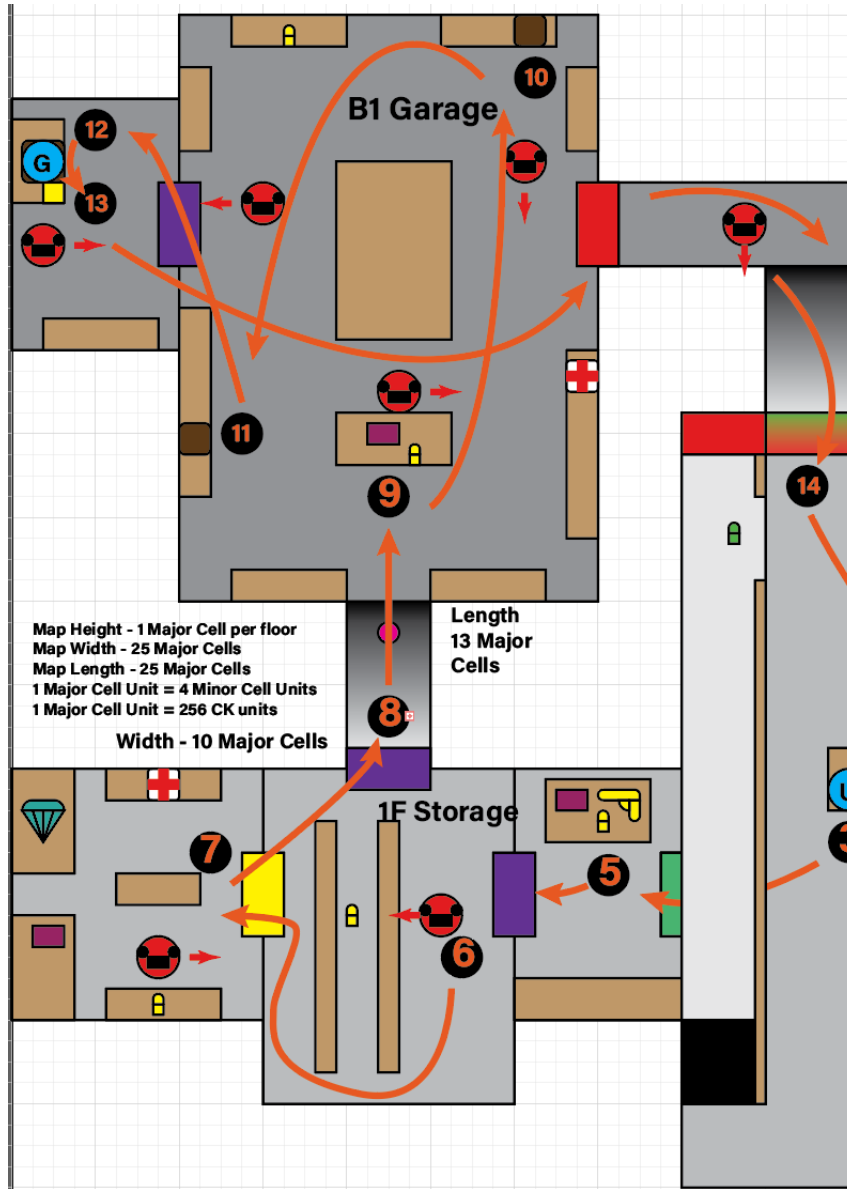 10
B1 Garage
12
G
13
11
9
14
Map Height - 1 Major Cell per floor
Map Width - 25 Major Cells
Map Length - 25 Major Cells
1 Major Cell Unit = 4 Minor Cell Units
1 Major Cell Unit = 256 CK units
Length
13 Major
Cells
8
Width - 10 Major Cells
1F Storage
U
7
5
3
6